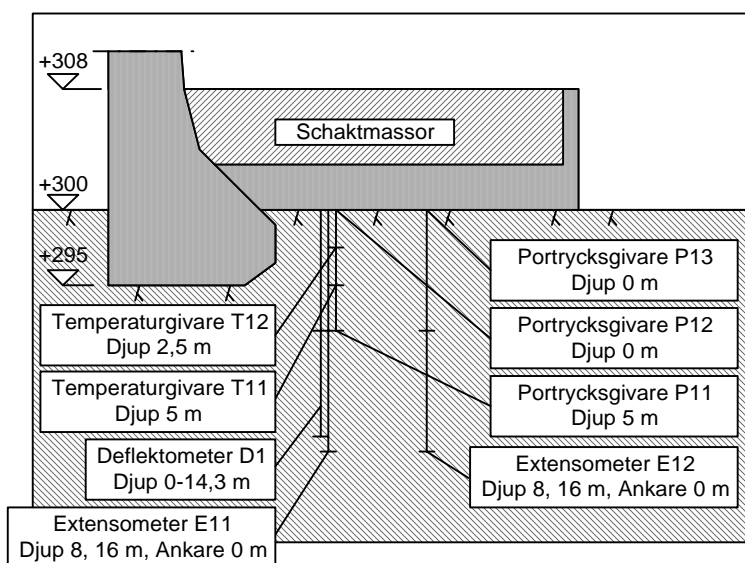 +308
Schaktmassor
+300
+295
Temperaturgivare T12
Djup 2,5 m
Temperaturgivare T11
Djup 5 m
Deflektometer D1
Djup 0-14,3 m
Extensometer E11
Djup 8, 16 m, Ankare 0 m
Portrycksgivare P13
Djup 0 m
Portrycksgivare P12
Djup 0 m
Portrycksgivare P11
Djup 5 m
Extensometer E12
Djup 8, 16 m, Ankare 0 m